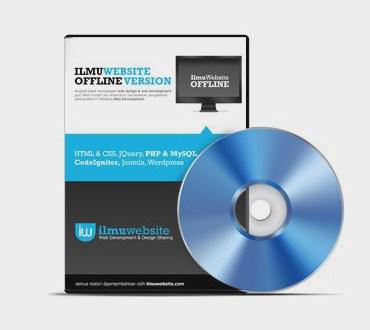 ILMUWEBSITE
OFFLINE VERSION
IlmuWebsite
OFFLINE
HTML & CSS, JQuery, PHP & MySQL,
CodeIgniter, Joomla, Wordpress
iw
ilmuwebsite
Web Development & Design Sharing
semua materi dipersembahkan oleh ilmuwebsite.com